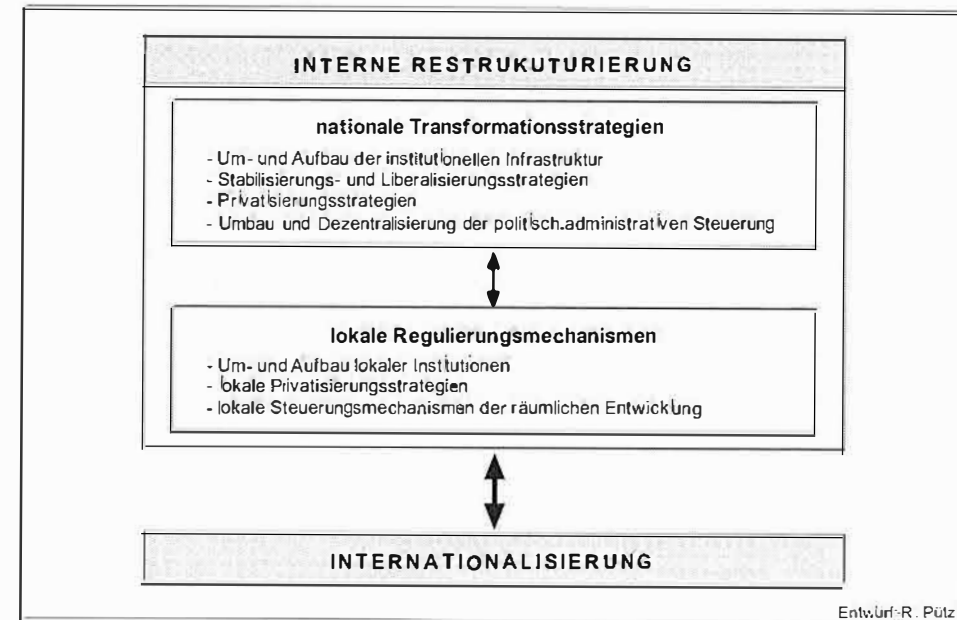 INTERNE RESTRUKUTURIERUNG
nationale Transformationsstrategien
- Um- und Aufbau der institutionellen Infrastruktur
- Stabilisierungs- und Liberalisierungsstrategien
- Privatisierungsstrategien
- Umbau und Dezentralisierung der politisch-administrativen Steuerung
lokale Regulierungsmechanismen
- Um- und Aufbau lokaler Institutionen
- lokale Privatisierungsstrategien
- lokale Steuerungsmechanismen der räumlichen Entwicklung
INTERNATIONALISIERUNG
Entwurf: R. Pütz